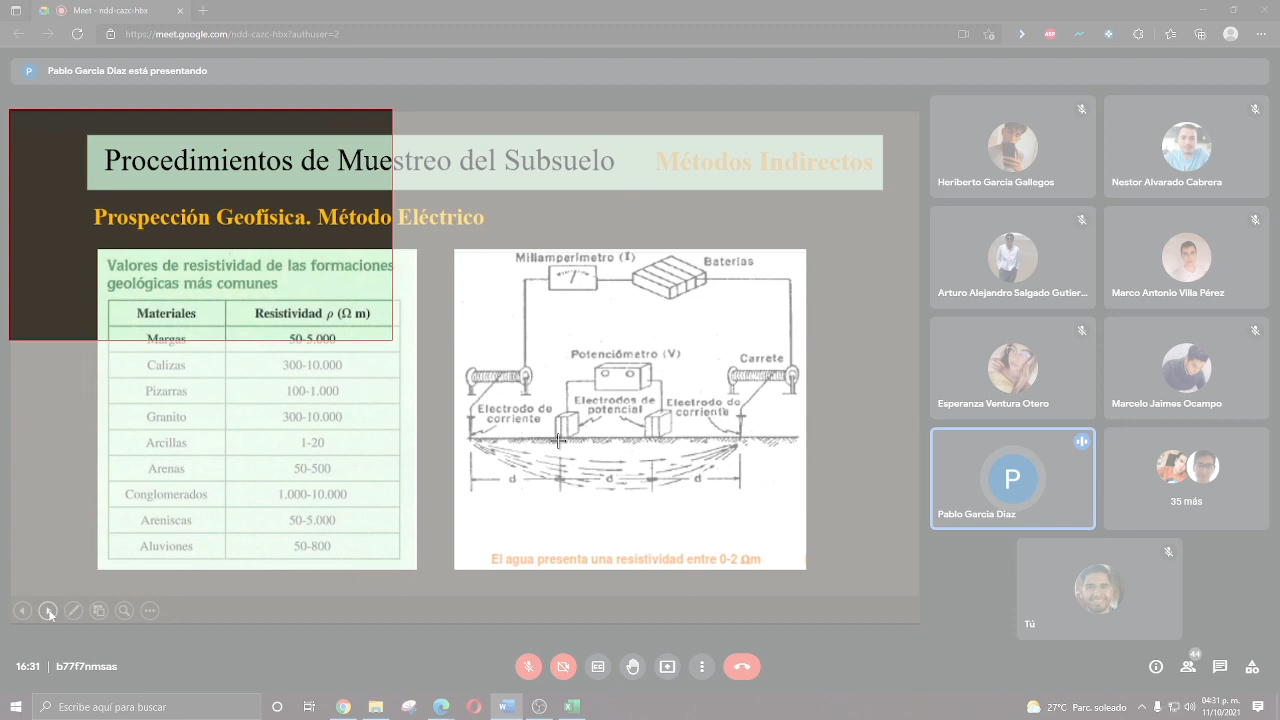 Meet - ndd-cazc-hbx
https://meet.google.com/ndd-cazc-hbx?authuser=2
ABP
P Pablo Garcia Diaz está presentando
Procedimientos de Muestreo del Subsuelo Métodos Indirectos
Prospección Geofísica. Método Eléctrico
Valores de resistividad de las formaciones
geológicas más comunes
Materiales Resistividad ρ (Ω m)
Margas 50-5.000
Calizas 300-10.000
Pizarras 100-1.000
Granito 300-10.000
Arcillas 1-20
Arenas 50-500
Conglomerados 1.000-10.000
Areniscas 50-5.000
Aluviones 50-800
Miliamperímetro (I)
Baterías
Potenciómetro (V)
Carrete
Electrodo de
corriente
Electrodos de
potencial
Electrodo de
corriente
d d d
El agua presenta una resistividad entre 0-2 Ωm
Heriberto Garcia Gallegos
Nestor Alvarado Cabrera
Arturo Alejandro Salgado Gutier...
Marco Antonio Villa Pérez
Esperanza Ventura Otero
Marcelo Jaimes Ocampo
P
Pablo Garcia Diaz
35 más
Tú
16:31 | b77f7nmsas
44
Escribe aquí para buscar
27°C Parc. soleado
04:31 p. m.
11/10/2021